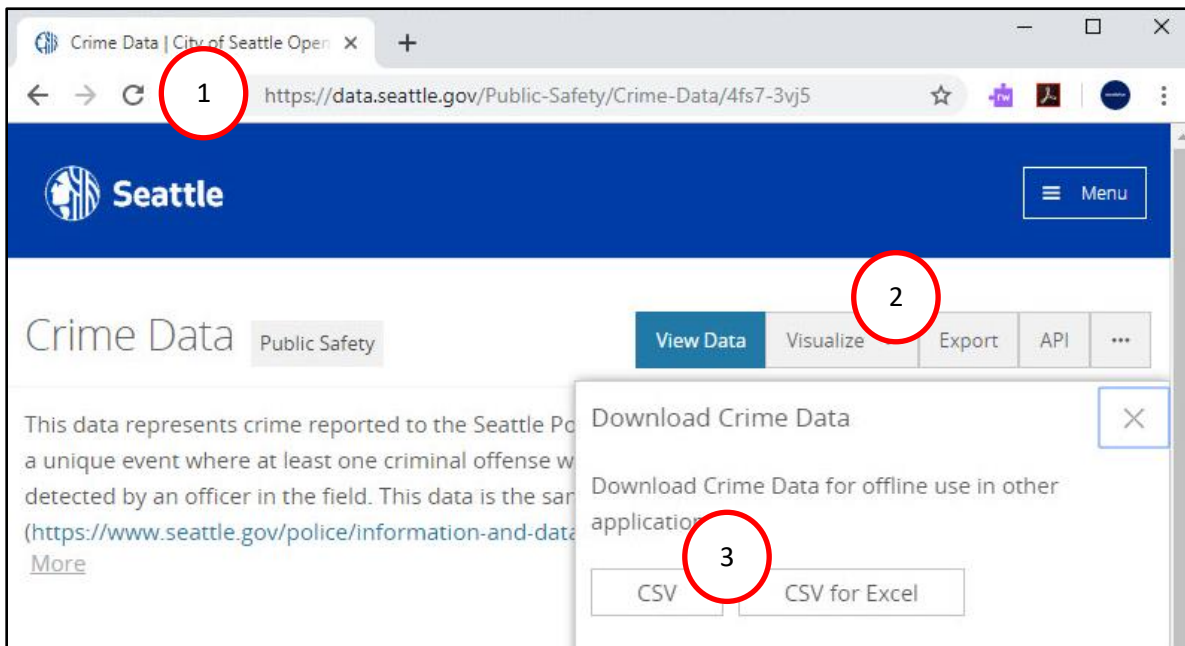 Crime Data | City of Seattle Open
1
https://data.seattle.gov/Public-Safety/Crime-Data/4fs7-3vj5
rw
Seattle
Menu
2
Crime Data Public Safety
View Data Visualize Export API ...
This data represents crime reported to the Seattle Po
a unique event where at least one criminal offense w
detected by an officer in the field. This data is the sam
(https://www.seattle.gov/police/information-and-data
More
Download Crime Data
Download Crime Data for offline use in other
application
3
CSV CSV for Excel